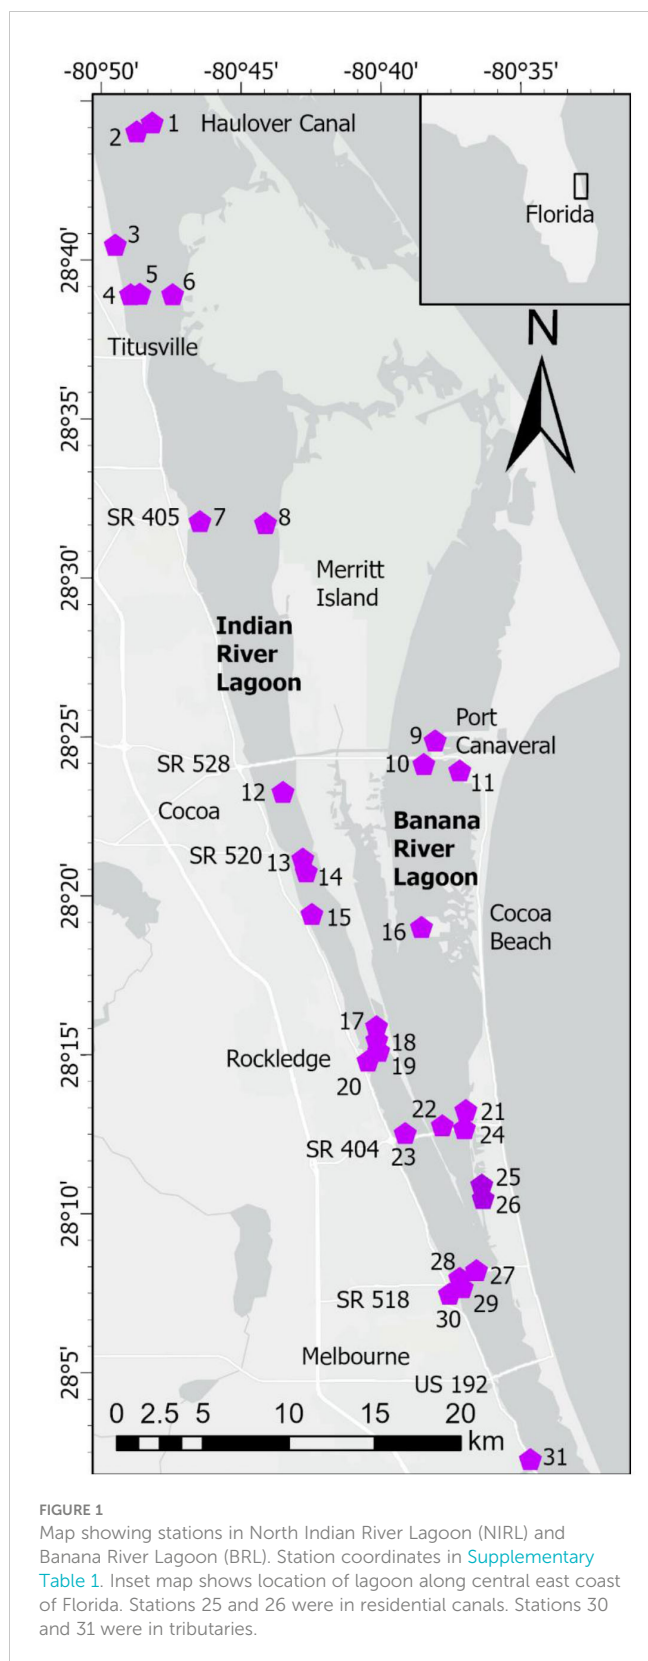 -80°50' -80°45' -80°40' -80°35'
1 Haulover Canal
2
Florida
3
28°40'
5 6
4
N
Titusville
28°35'
SR 405 7 8
28°30'
Merritt
Island
Indian
River
Lagoon
28°25'
9 Port
Canaveral
SR 528 10 11
12
Cocoa
Banana
River
Lagoon
SR 520 13
14
28°20'
15
16
Cocoa
Beach
17
18
28°15'
Rockledge 19
20
22 21
24
SR 404 23
25
26
28°10'
28 27
SR 518 29
30
Melbourne
28°5'
US 192
0 2.5 5 10 15 20
km
31
FIGURE 1
Map showing stations in North Indian River Lagoon (NIRL) and
Banana River Lagoon (BRL). Station coordinates in Supplementary
Table 1. Inset map shows location of lagoon along central east coast
of Florida. Stations 25 and 26 were in residential canals. Stations 30
and 31 were in tributaries.